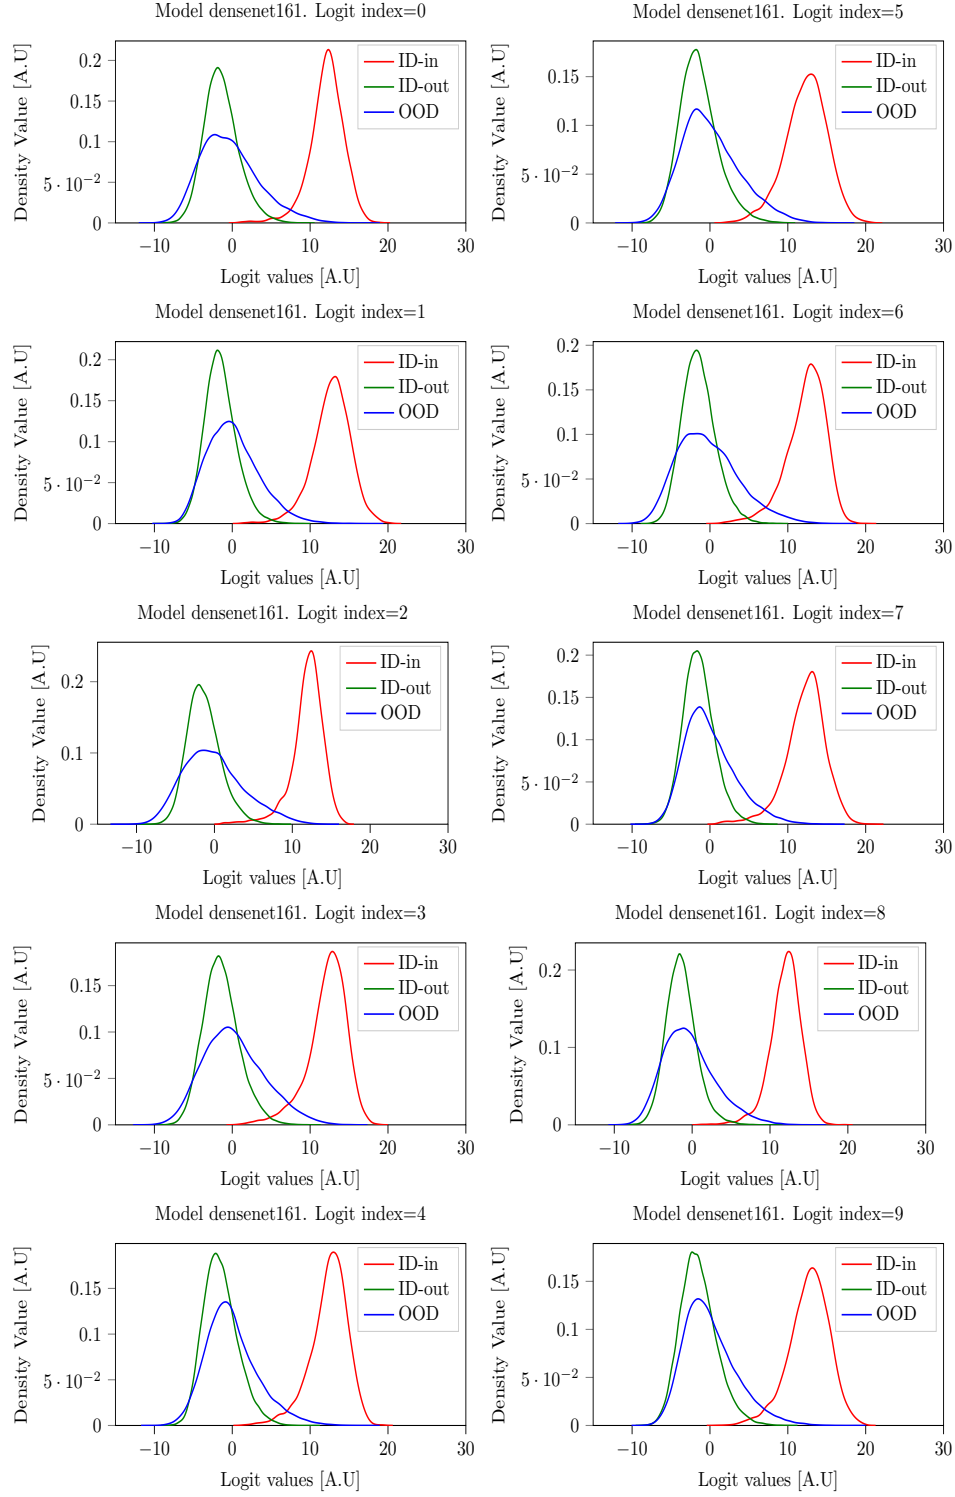 Model densenet161. Logit index=0
Density Value [A.U]
0.2
0.15
0.1
5 · 10⁻²
0
−10 0 10 20 30
Logit values [A.U]
ID-in
ID-out
OOD
Model densenet161. Logit index=5
Density Value [A.U]
0.15
0.1
5 · 10⁻²
0
−10 0 10 20 30
Logit values [A.U]
ID-in
ID-out
OOD
Model densenet161. Logit index=1
Density Value [A.U]
0.2
0.15
0.1
5 · 10⁻²
0
−10 0 10 20 30
Logit values [A.U]
ID-in
ID-out
OOD
Model densenet161. Logit index=6
Density Value [A.U]
0.2
0.15
0.1
5 · 10⁻²
0
−10 0 10 20 30
Logit values [A.U]
ID-in
ID-out
OOD
Model densenet161. Logit index=2
Density Value [A.U]
0.2
0.1
0
−10 0 10 20 30
Logit values [A.U]
ID-in
ID-out
OOD
Model densenet161. Logit index=7
Density Value [A.U]
0.2
0.15
0.1
5 · 10⁻²
0
−10 0 10 20 30
Logit values [A.U]
ID-in
ID-out
OOD
Model densenet161. Logit index=3
Density Value [A.U]
0.15
0.1
5 · 10⁻²
0
−10 0 10 20 30
Logit values [A.U]
ID-in
ID-out
OOD
Model densenet161. Logit index=8
Density Value [A.U]
0.2
0.1
0
−10 0 10 20 30
Logit values [A.U]
ID-in
ID-out
OOD
Model densenet161. Logit index=4
Density Value [A.U]
0.15
0.1
5 · 10⁻²
0
−10 0 10 20 30
Logit values [A.U]
ID-in
ID-out
OOD
Model densenet161. Logit index=9
Density Value [A.U]
0.15
0.1
5 · 10⁻²
0
−10 0 10 20 30
Logit values [A.U]
ID-in
ID-out
OOD